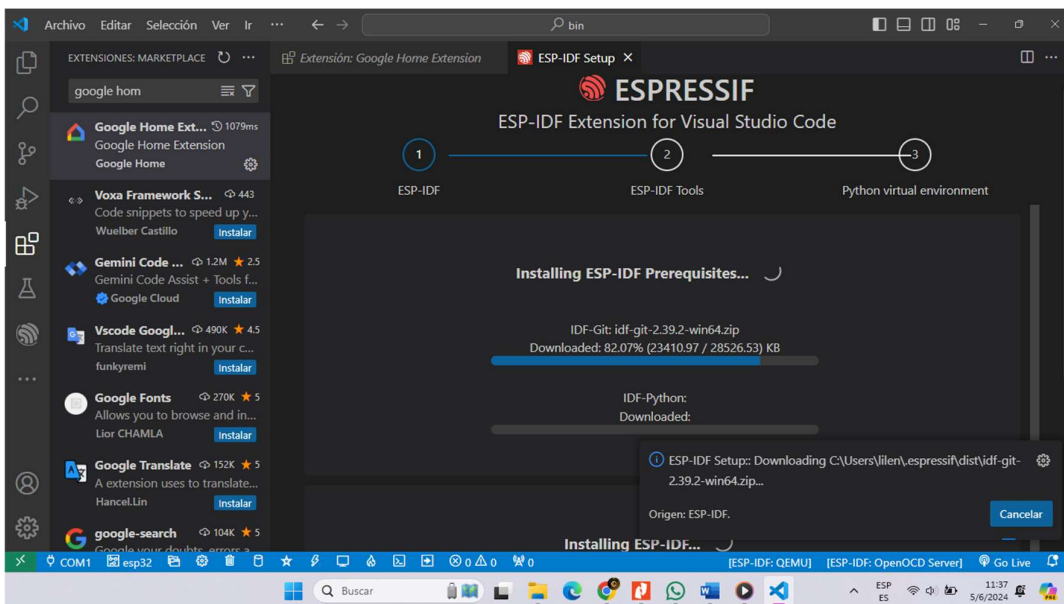 Archivo Editar Selección Ver Ir ··· bin
EXTENSIONES: MARKETPLACE
google hom
Google Home Ext... 1079ms
Google Home Extension
Google Home
Voxa Framework S... 443
Code snippets to speed up y...
Wuelber Castillo Instalar
Gemini Code ... 1.2M ★ 2.5
Gemini Code Assist + Tools f...
Google Cloud Instalar
Vscode Googl... 490K ★ 4.5
Translate text right in your c...
funkyremi Instalar
Google Fonts 270K ★ 5
Allows you to browse and in...
Lior CHAMLA Instalar
Google Translate 152K ★ 5
A extension uses to translate...
Hancel.Lin Instalar
google-search 104K ★ 5
Google your doubts, errors a
Extensión: Google Home Extension ESP-IDF Setup
ESPRESSIF
ESP-IDF Extension for Visual Studio Code
1 2 3
ESP-IDF ESP-IDF Tools Python virtual environment
Installing ESP-IDF Prerequisites...
IDF-Git: idf-git-2.39.2-win64.zip
Downloaded: 82.07% (23410.97 / 28526.53) KB
IDF-Python:
Downloaded:
Installing ESP-IDF...
ESP-IDF Setup:: Downloading C:\Users\lilen\.espressif\dist\idf-git-
2.39.2-win64.zip...
Origen: ESP-IDF. Cancelar
COM1 esp32 0 0 0 [ESP-IDF: QEMU] [ESP-IDF: OpenOCD Server] Go Live
Buscar ESP 11:37
ES 5/6/2024
PRE